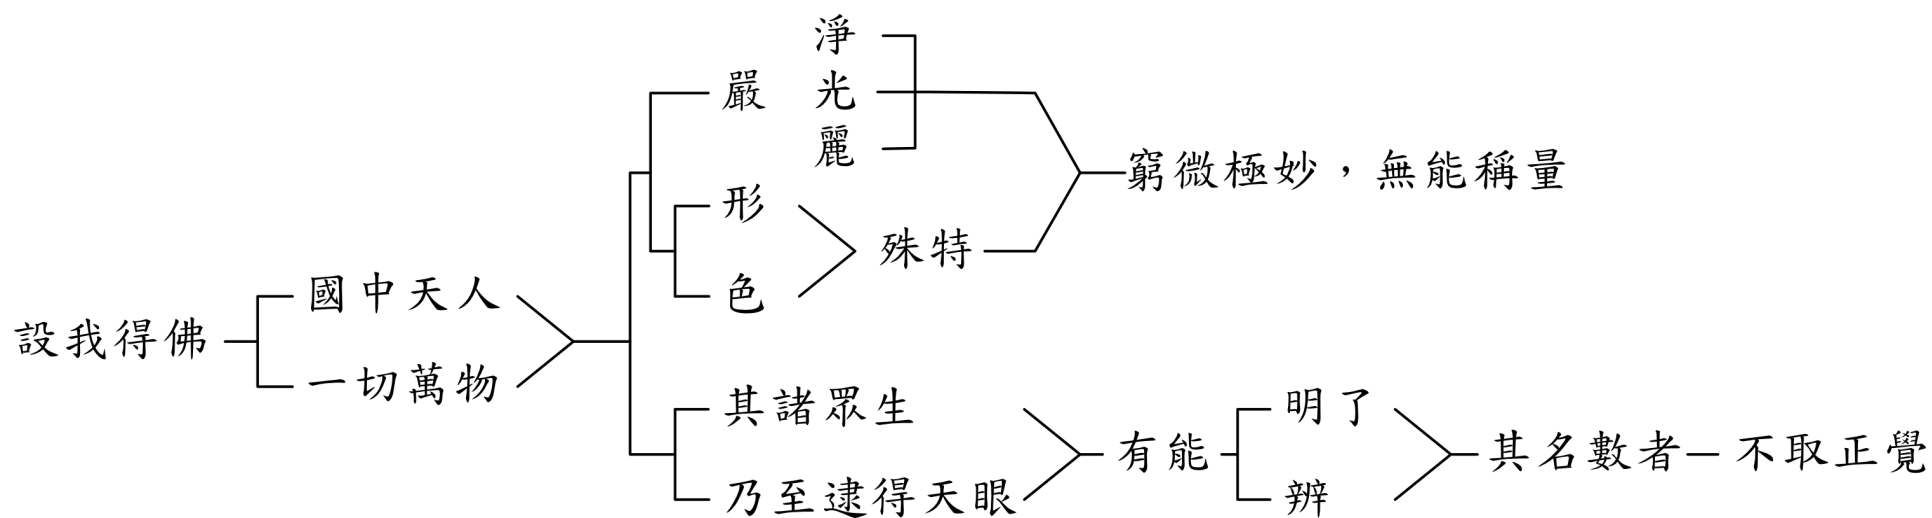 設我得佛
國中天人
一切萬物
嚴
淨
光
麗
形
色
殊特
窮微極妙，無能稱量
其諸眾生
乃至逮得天眼
有能
明了
辨
其名數者
不取正覺